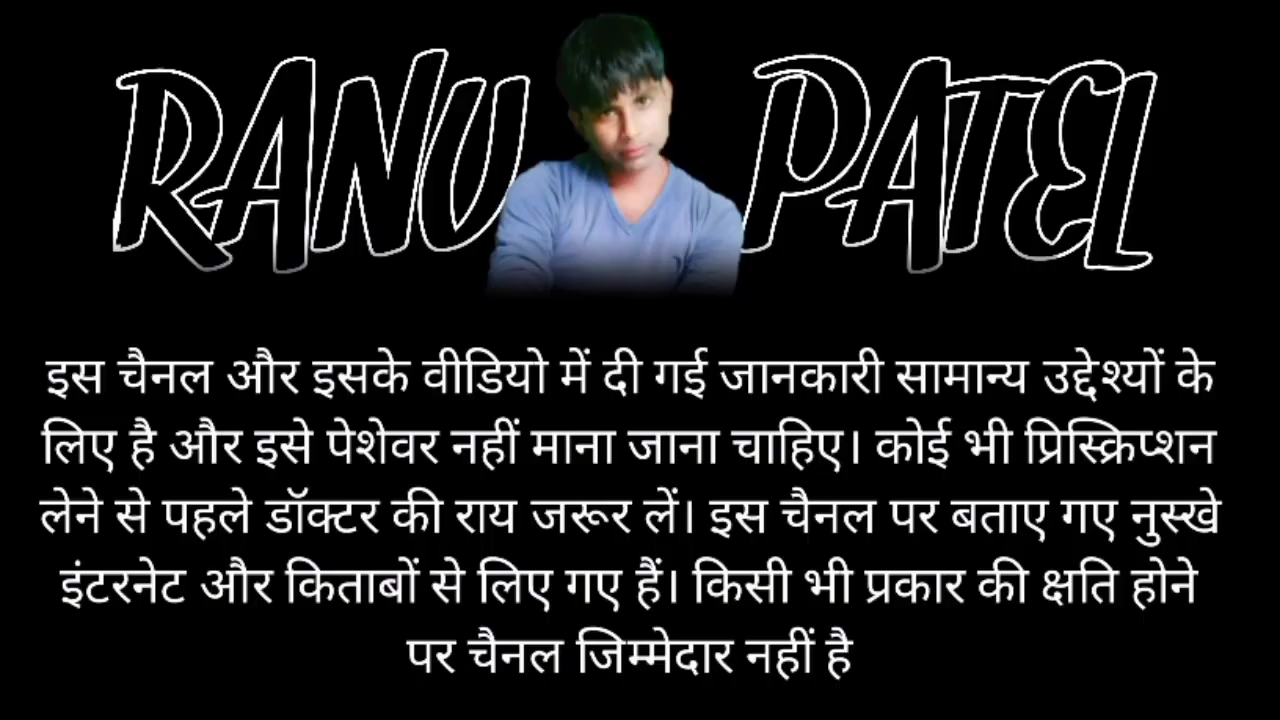 RANU PATEL
इस चैनल और इसके वीडियो में दी गई जानकारी सामान्य उद्देश्यों के
लिए है और इसे पेशेवर नहीं माना जाना चाहिए। कोई भी प्रिस्क्रिप्शन
लेने से पहले डॉक्टर की राय जरूर लें। इस चैनल पर बताए गए नुस्खे
इंटरनेट और किताबों से लिए गए हैं। किसी भी प्रकार की क्षति होने
पर चैनल जिम्मेदार नहीं है